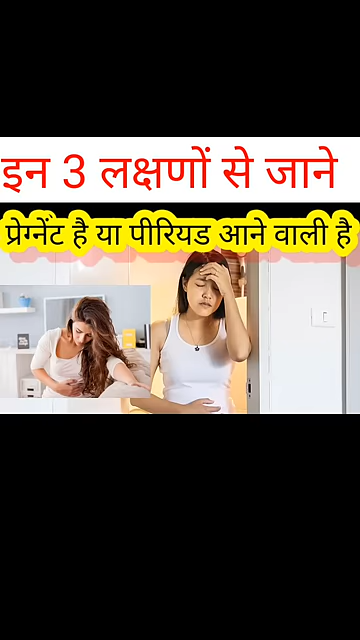 इन 3 लक्षणों से जाने
प्रेग्नेंट है या पीरियड आने वाली है